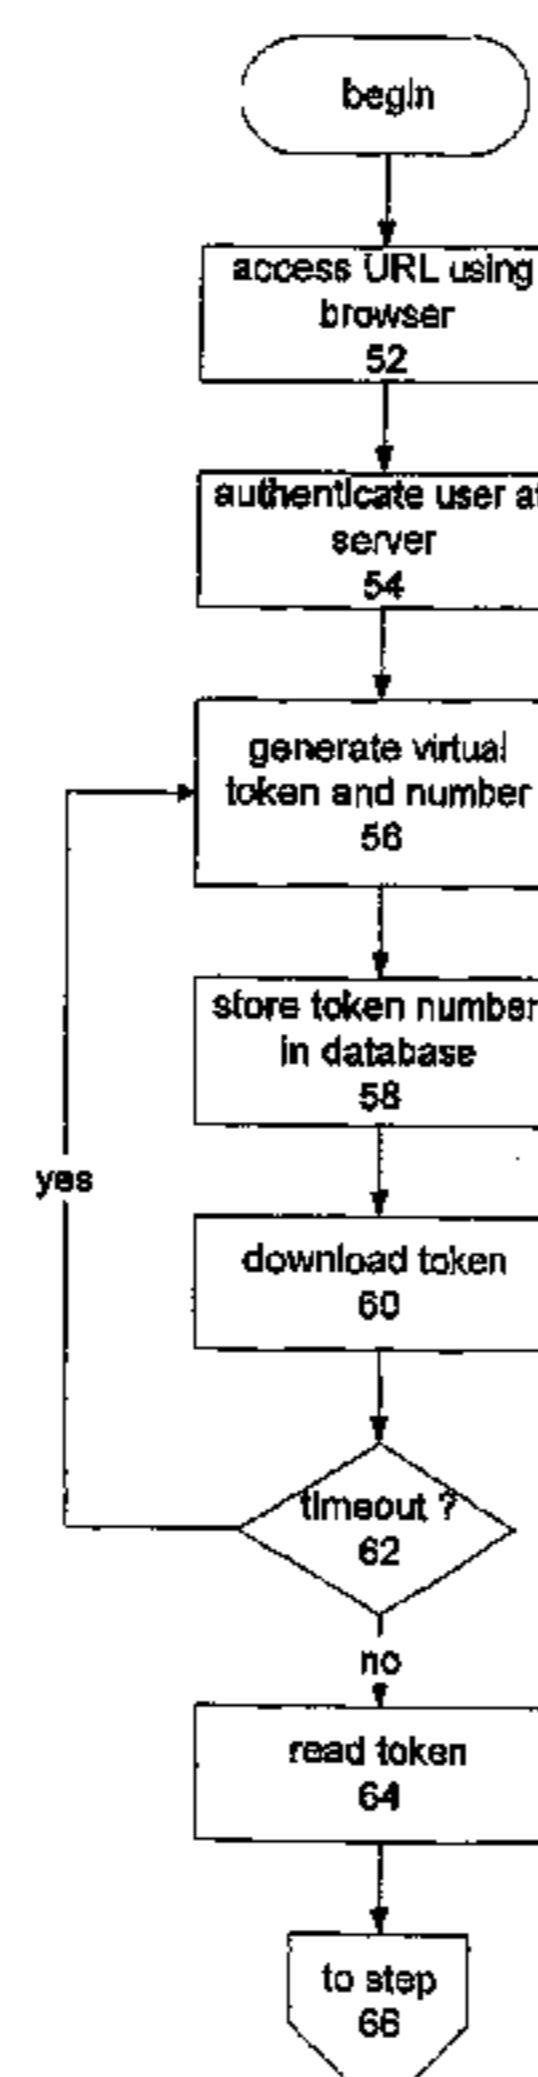 begin
access URL using
browser
52
authenticate user at
server
54
generate virtual
token and number
56
store token number
in database
58
yes
download token
60
timeout ?
62
no
read token
64
to step
66